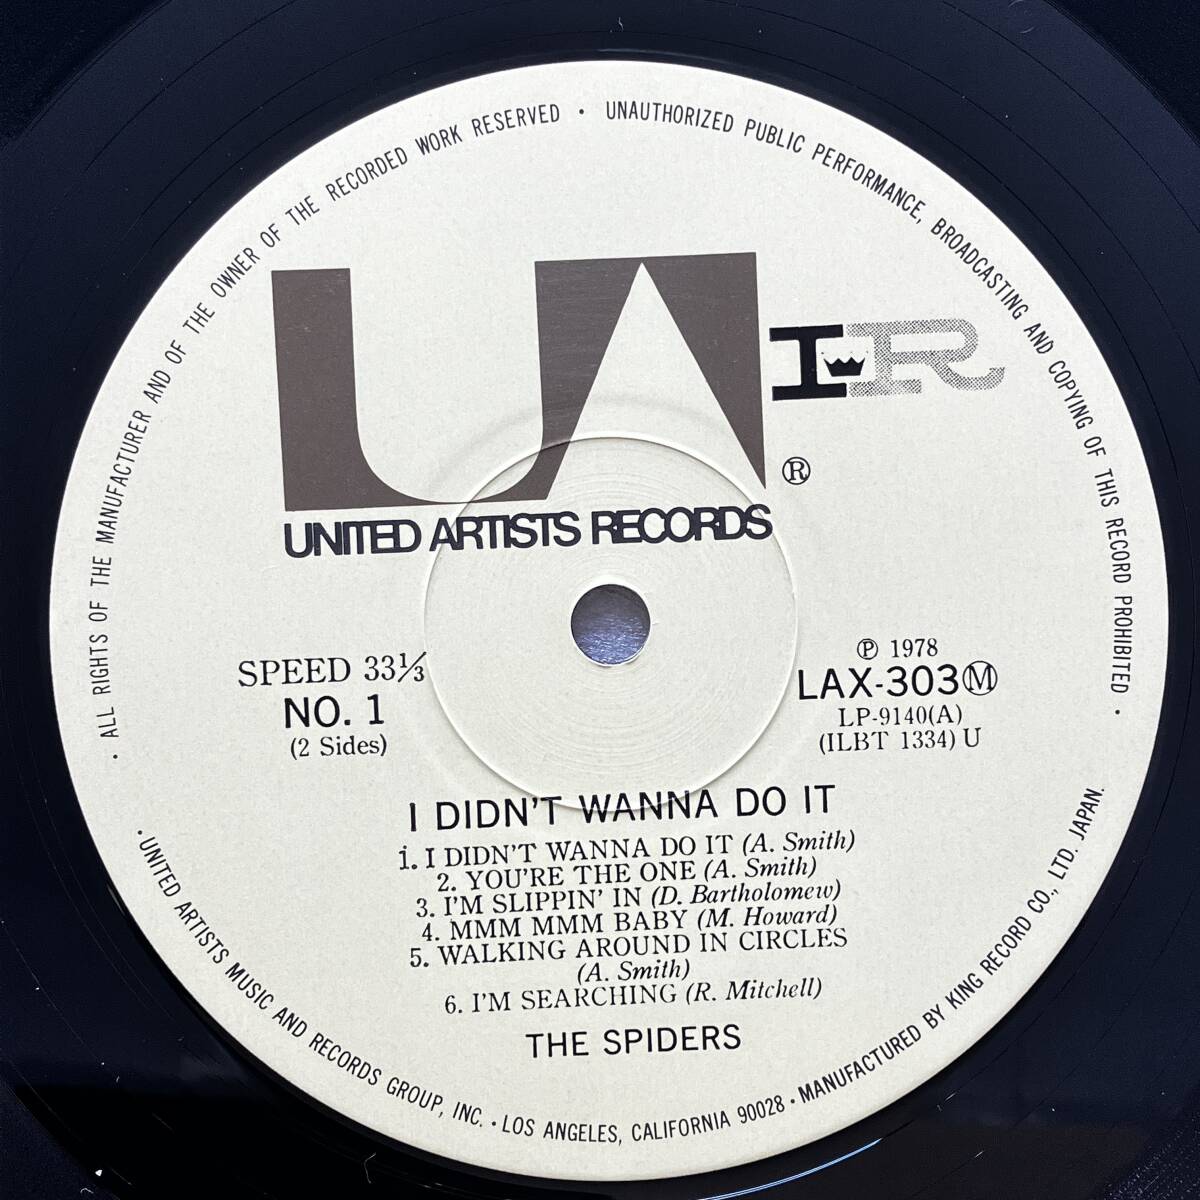 · ALL RIGHTS OF THE MANUFACTURER AND OF THE OWNER OF THE RECORDED WORK RESERVED · UNAUTHORIZED PUBLIC PERFORMANCE, BROADCASTING AND COPYING OF THIS RECORD PROHIBITED ·
UA
IR
®
UNITED ARTISTS RECORDS
SPEED 33⅓
NO. 1
(2 Sides)
℗ 1978
LAX-303Ⓜ
LP-9140(A)
(ILBT 1334) U
I DIDN'T WANNA DO IT
1. I DIDN'T WANNA DO IT (A. Smith)
2. YOU'RE THE ONE (A. Smith)
3. I'M SLIPPIN' IN (D. Bartholomew)
4. MMM MMM BABY (M. Howard)
5. WALKING AROUND IN CIRCLES
(A. Smith)
6. I'M SEARCHING (R. Mitchell)
THE SPIDERS
· UNITED ARTISTS MUSIC AND RECORDS GROUP, INC. · LOS ANGELES, CALIFORNIA 90028 · MANUFACTURED BY KING RECORD CO., LTD. JAPAN.